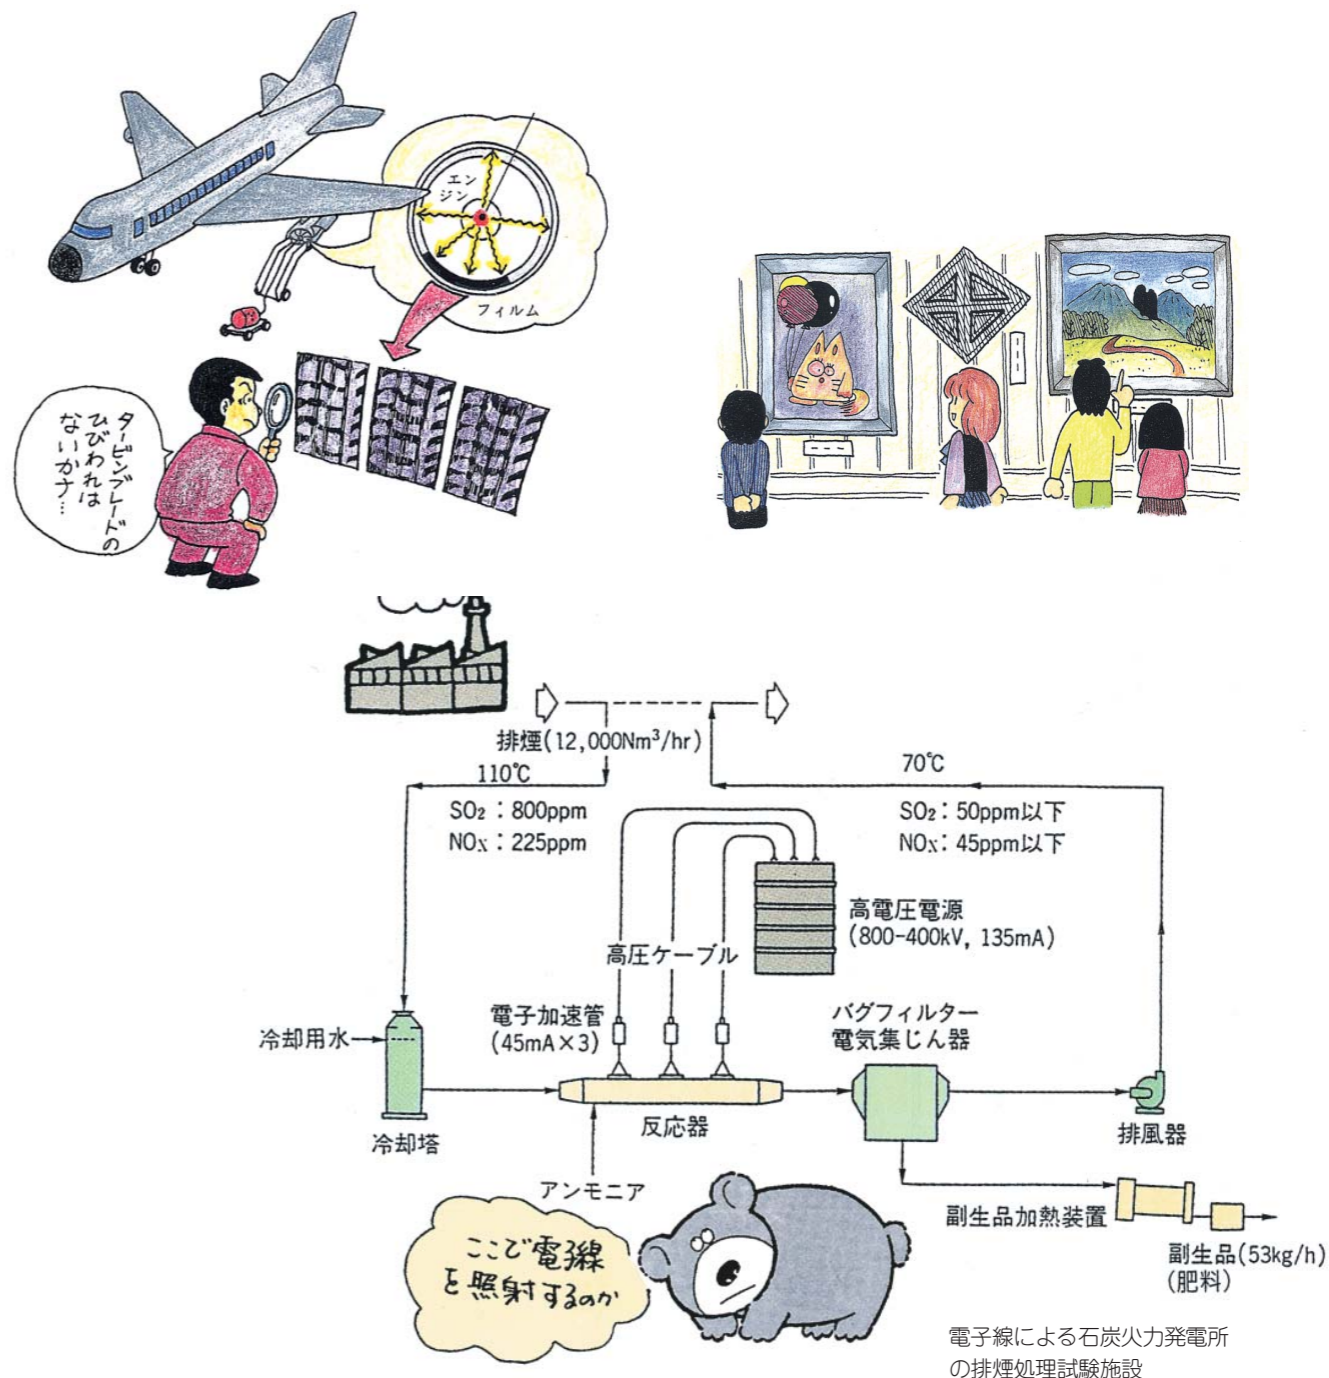 エン
ジン
フィルム
タービンブレードの
ひびわれは
ないかナ…
排煙(12,000Nm³/hr)
110℃
SO₂：800ppm
NOx：225ppm
70℃
SO₂：50ppm以下
NOx：45ppm以下
高電圧電源
(800-400kV, 135mA)
高圧ケーブル
電子加速管
(45mA×3)
バグフィルター
電気集じん器
冷却用水
冷却塔
反応器
排風器
アンモニア
副生品加熱装置
副生品(53kg/h)
(肥料)
ここで電子線
を照射するのか
電子線による石炭火力発電所
の排煙処理試験施設